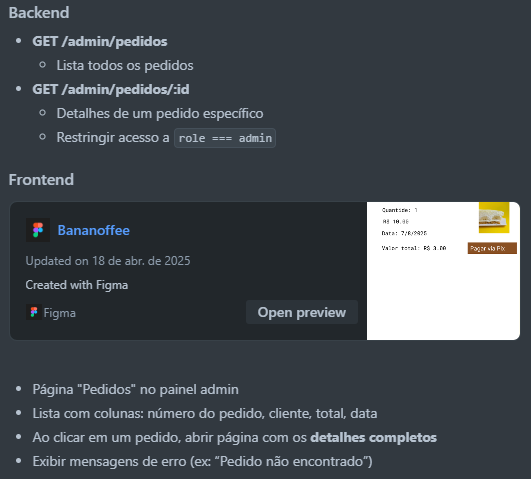 Backend
GET /admin/pedidos
Lista todos os pedidos
GET /admin/pedidos/:id
Detalhes de um pedido específico
Restringir acesso a role === admin
Frontend
Bananoffee
Updated on 18 de abr. de 2025
Created with Figma
Figma
Open preview
Quantide: 1
R$ 10.00
Data: 7/8/2025
Valor total: R$ 3.00
Pagar via Pix
Página "Pedidos" no painel admin
Lista com colunas: número do pedido, cliente, total, data
Ao clicar em um pedido, abrir página com os detalhes completos
Exibir mensagens de erro (ex: “Pedido não encontrado”)